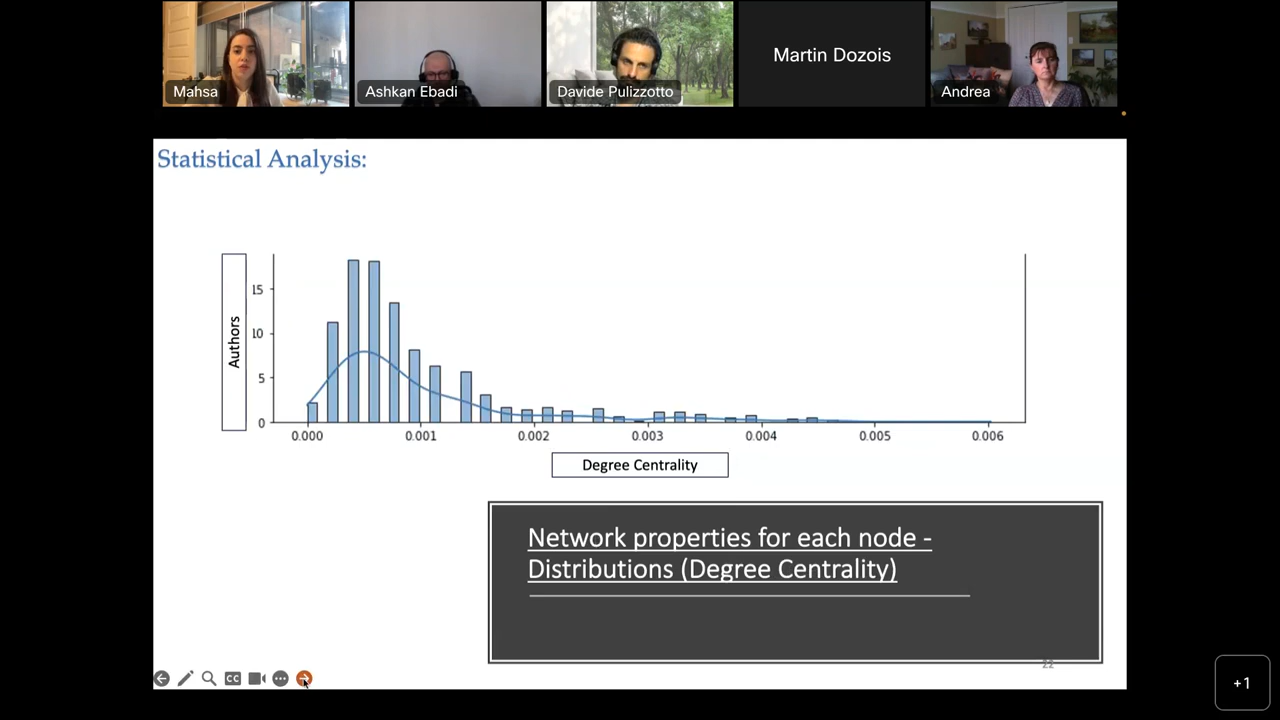 Mahsa
Ashkan Ebadi
Davide Pulizzotto
Martin Dozois
Andrea
Statistical Analysis:
Authors
15
10
5
0
0.000 0.001 0.002 0.003 0.004 0.005 0.006
Degree Centrality
Network properties for each node -
Distributions (Degree Centrality)
22
CC
+1